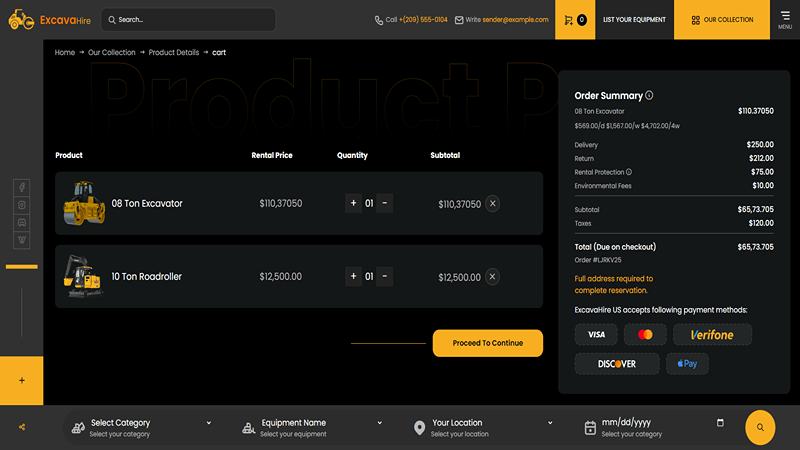 ExcavaHire
Search...
Call +(209) 555-0104
Write sender@example.com
0
LIST YOUR EQUIPMENT
OUR COLLECTION
MENU
Home → Our Collection → Product Details → cart
Product P
Product Rental Price Quantity Subtotal
08 Ton Excavator $110,37050 + 01 - $110,37050 X
10 Ton Roadroller $12,500.00 + 01 - $12,500.00 X
Proceed To Continue
Order Summary
08 Ton Excavator $110.37050
$569.00/d $1,567.00/w $4,702.00/4w
Delivery $250.00
Return $212.00
Rental Protection $75.00
Environmental Fees $10.00
Subtotal $65,73.705
Taxes $120.00
Total (Due on checkout) $65,73.705
Order #LJRKV25
Full address required to
complete reservation.
ExcavaHire US accepts following payment methods:
VISA
Verifone
DISCOVER
Pay
+
Select Category
Select your category
Equipment Name
Select your equipment
Your Location
Select your location
mm/dd/yyyy
Select your category